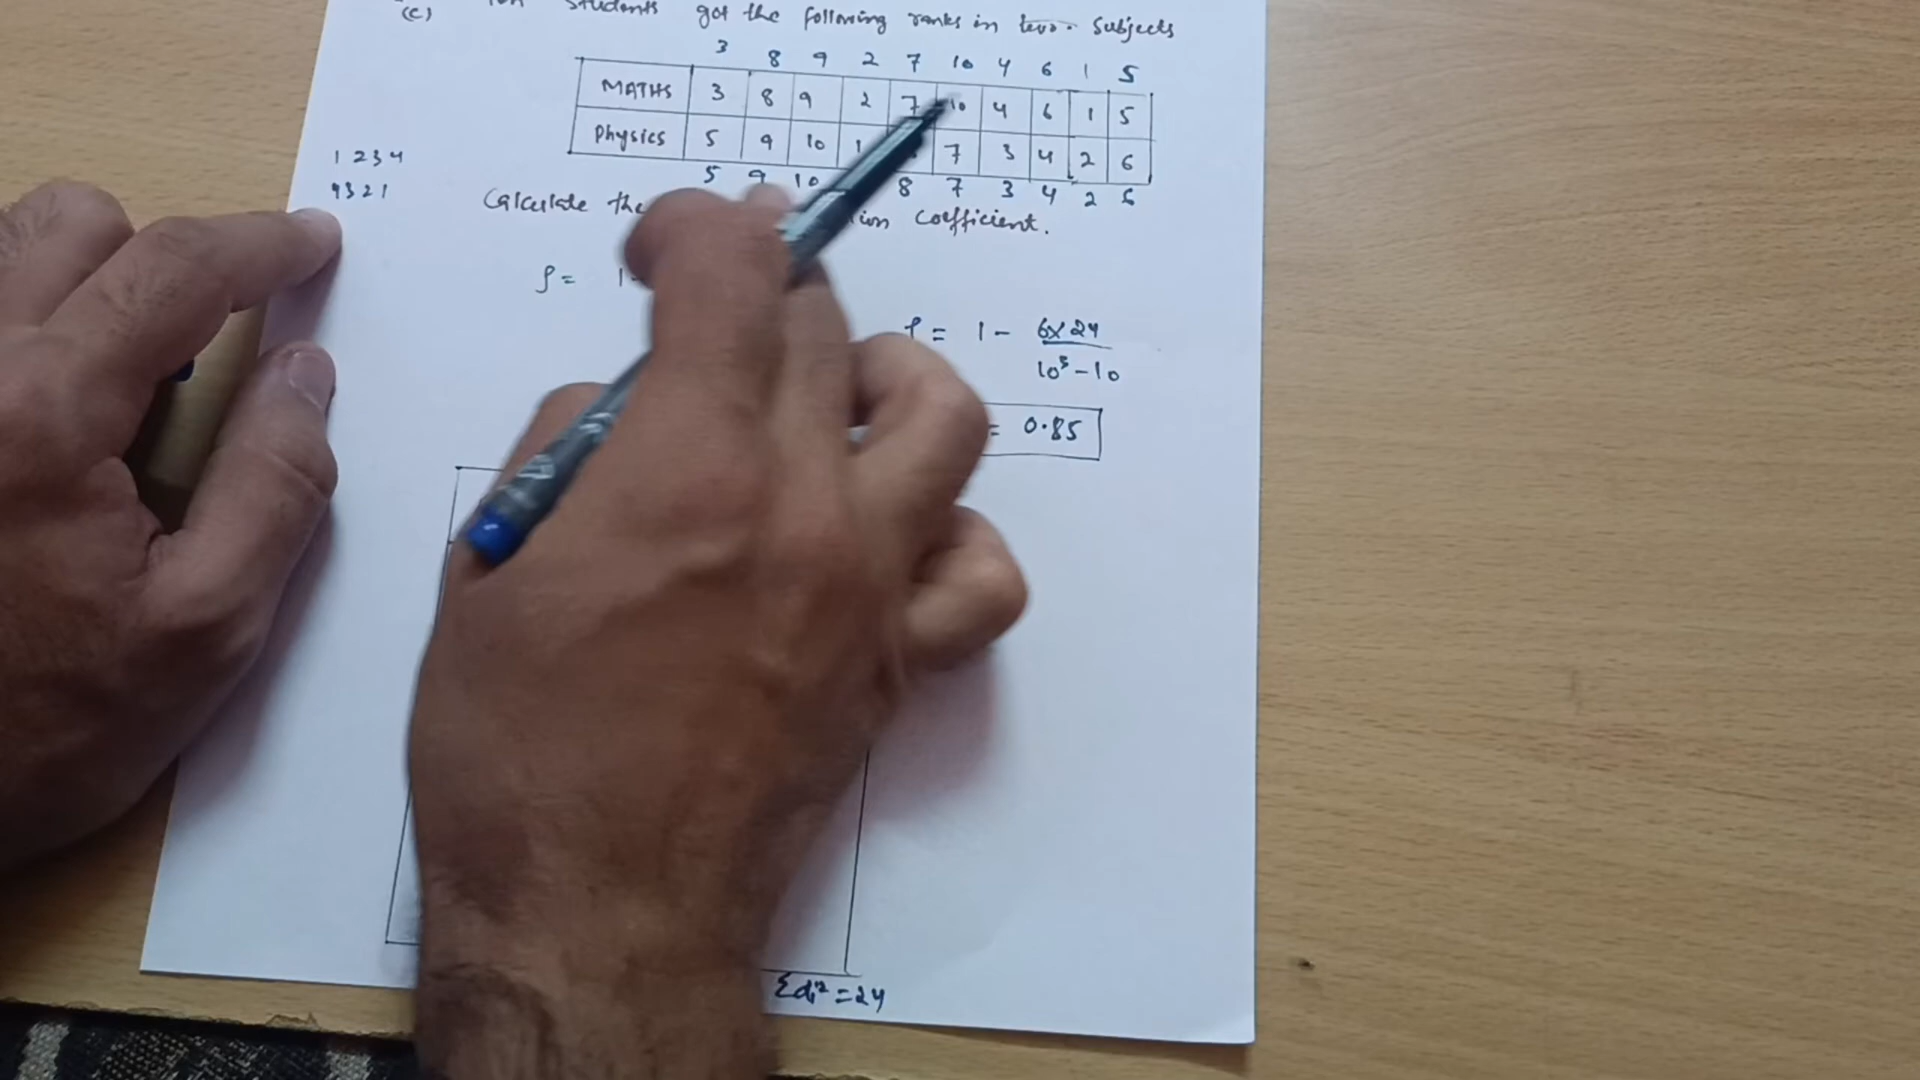 (c) students got the following ranks in two subjects
3 8 9 2 7 10 4 6 1 5
MATHS 3 8 9 2 7 10 4 6 1 5
Physics 5 9 10 1 7 3 4 2 6
1 2 3 4
4 3 2 1
5 9 10 8 7 3 4 2 6
Calculate the coefficient.
ρ = 1 -
ρ = 1 - 6×24
10³-10
= 0.85
Σdi² = 24